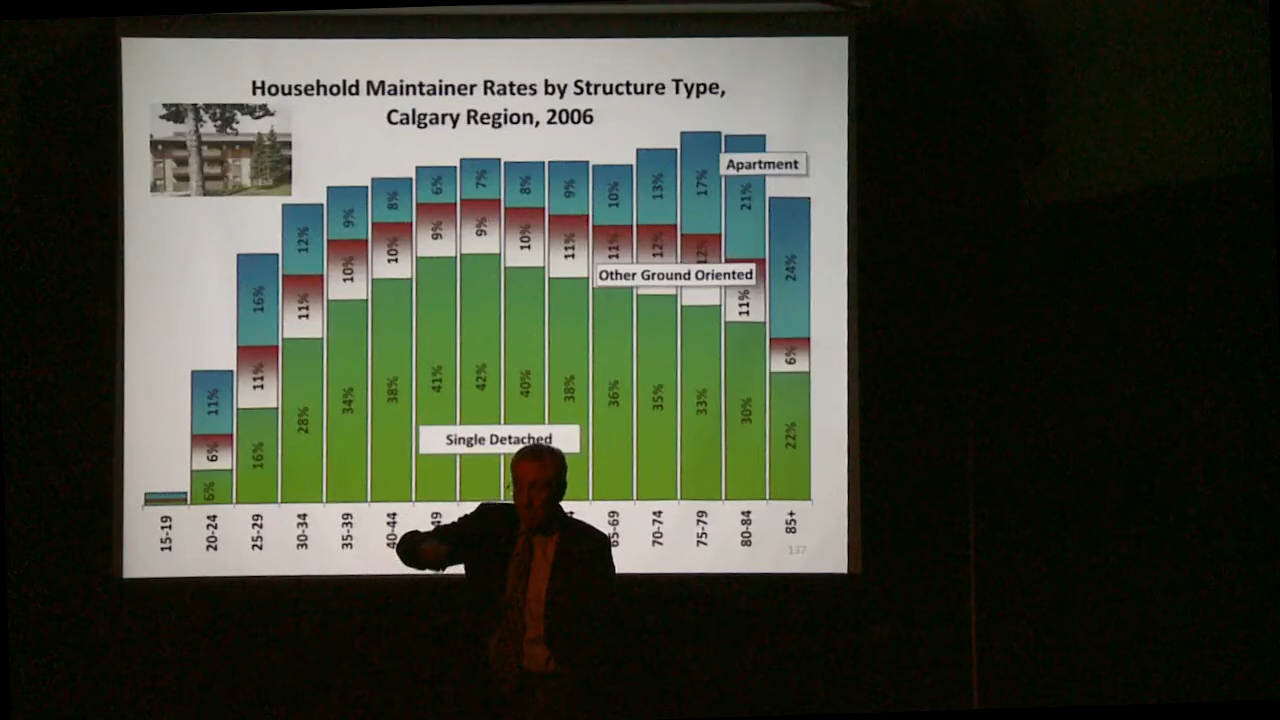 Household Maintainer Rates by Structure Type,
Calgary Region, 2006
Apartment
Other Ground Oriented
Single Detached
11% 16% 12% 9% 8% 6% 7% 8% 9% 10% 13% 17% 21% 24%
6% 11% 11% 10% 10% 9% 9% 10% 11% 11% 12% 12% 11% 6%
6% 16% 28% 34% 38% 41% 42% 40% 38% 36% 35% 33% 30% 22%
15-19 20-24 25-29 30-34 35-39 40-44 49 65-69 70-74 75-79 80-84 85+
137